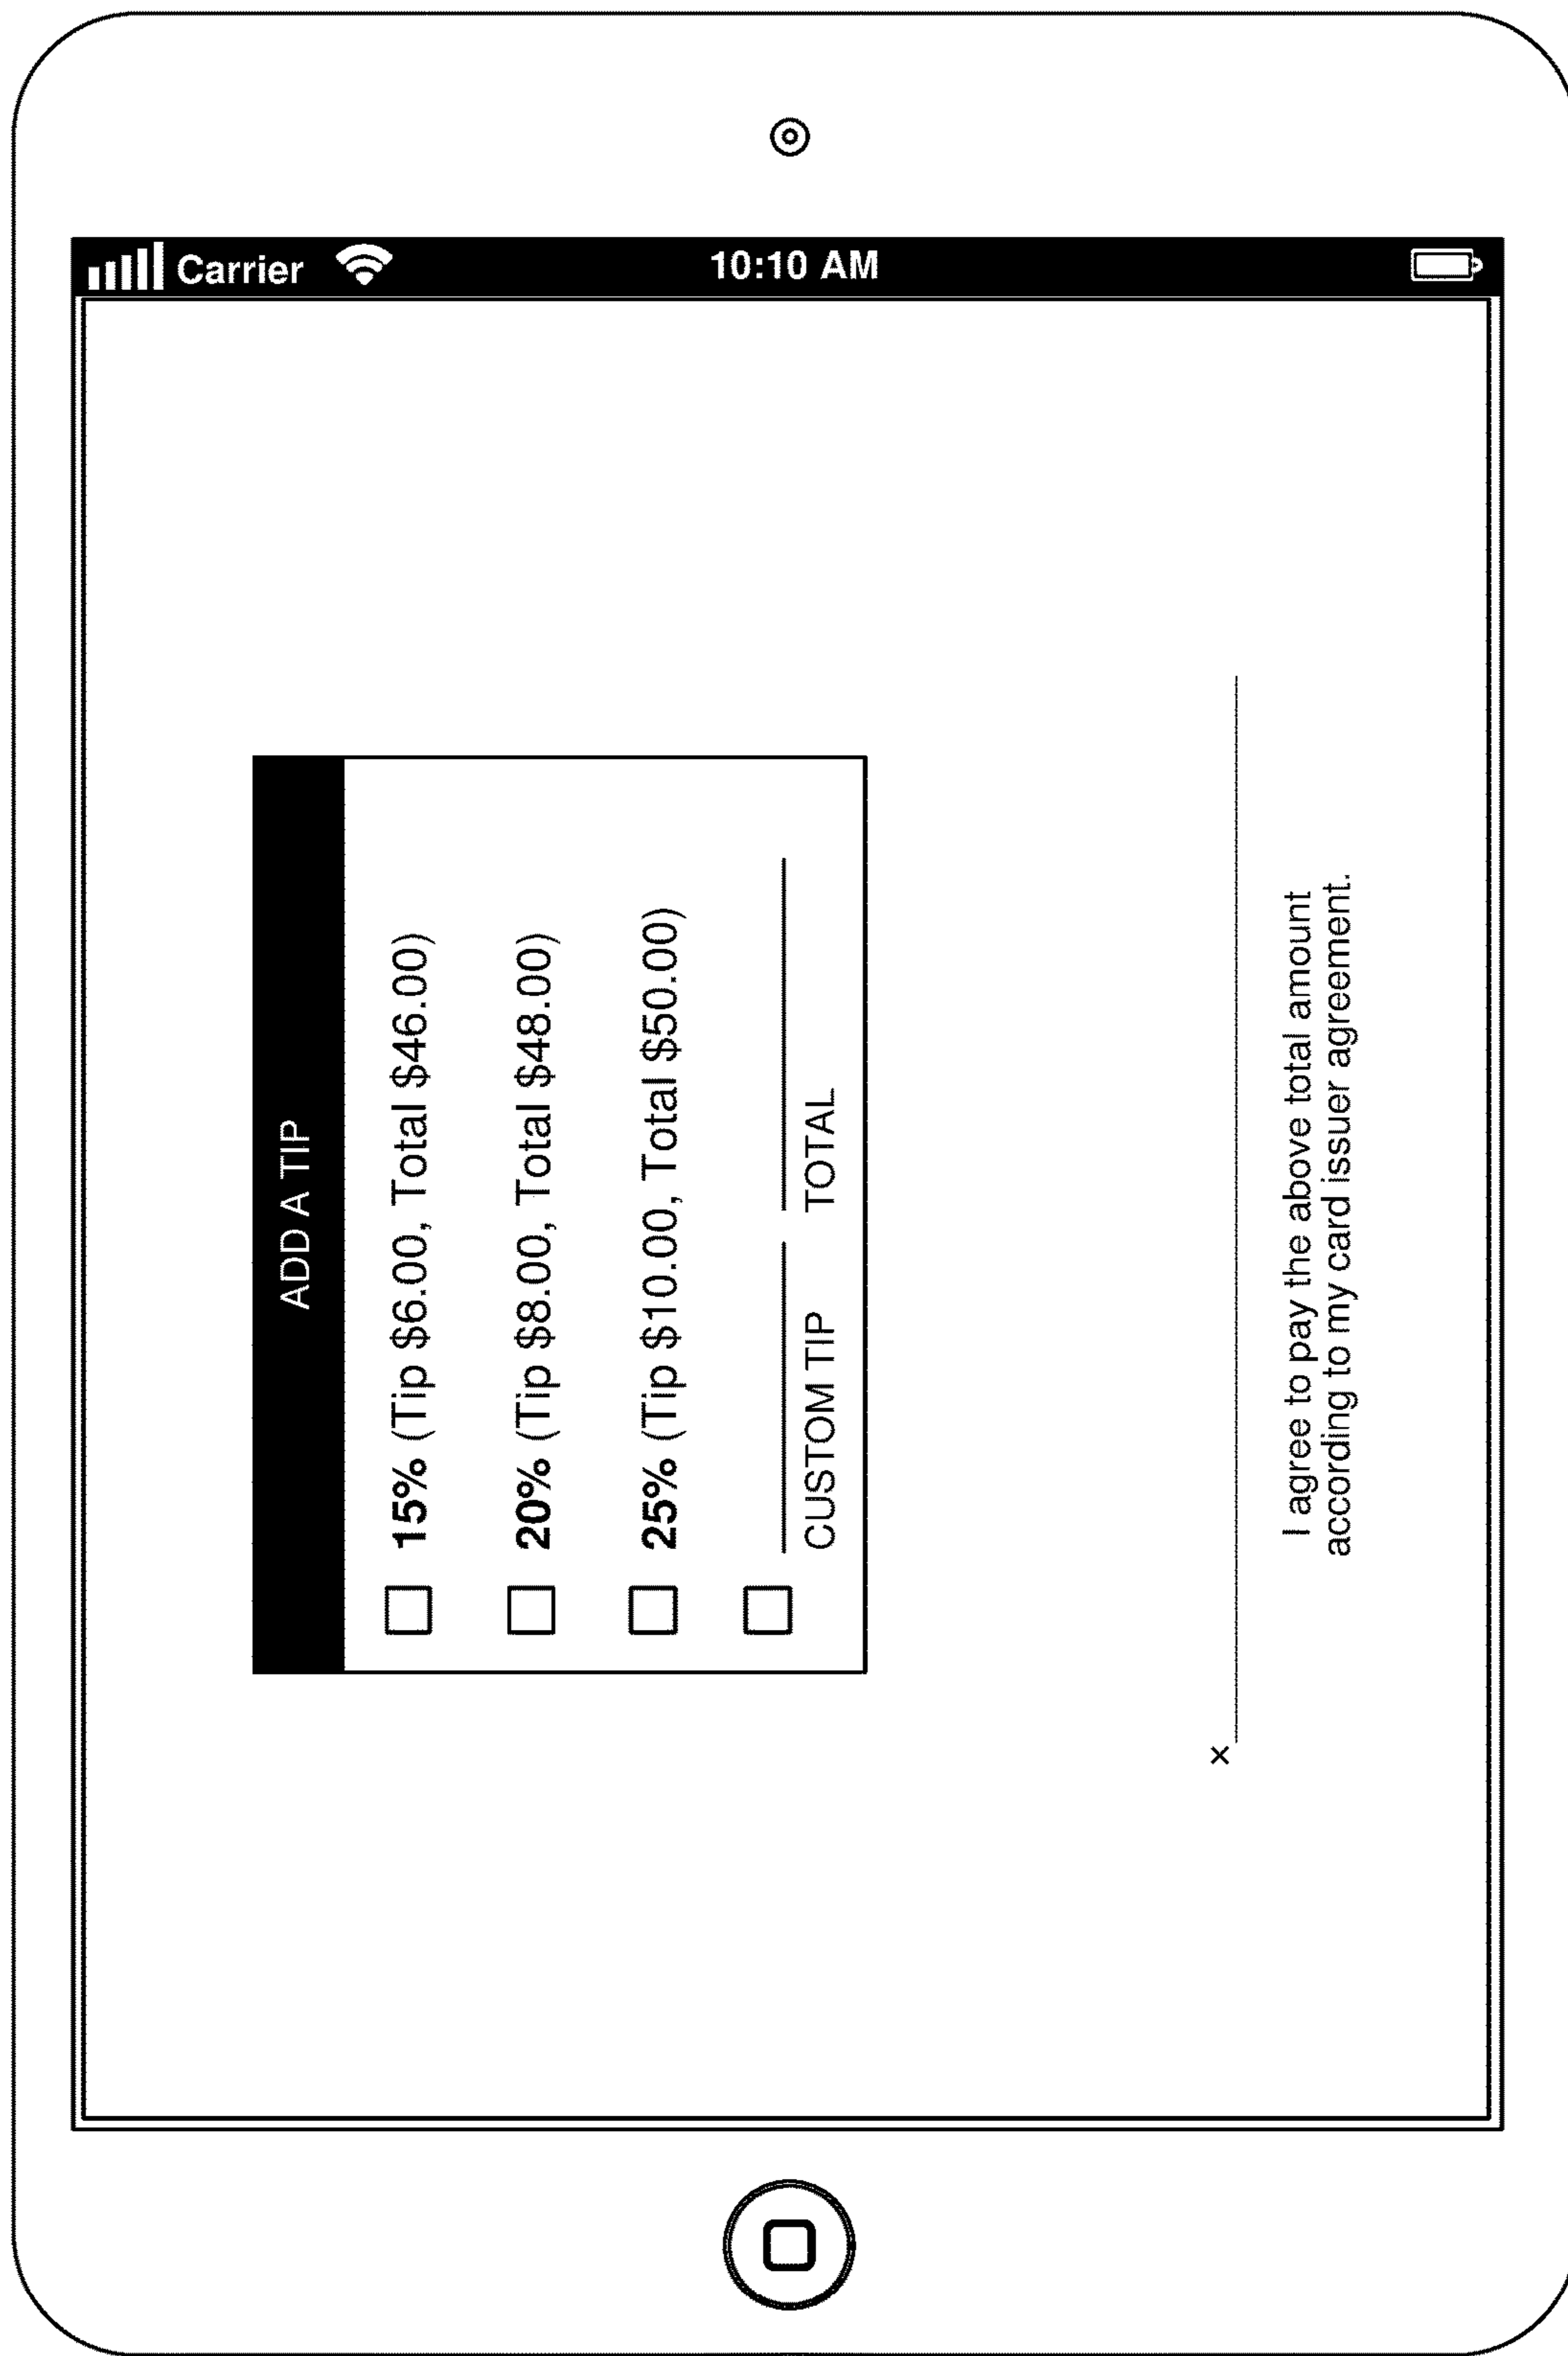 Carrier
10:10 AM
ADD A TIP
15% (Tip $6.00, Total $46.00)
20% (Tip $8.00, Total $48.00)
25% (Tip $10.00, Total $50.00)
CUSTOM TIP TOTAL
×
I agree to pay the above total amount
according to my card issuer agreement.